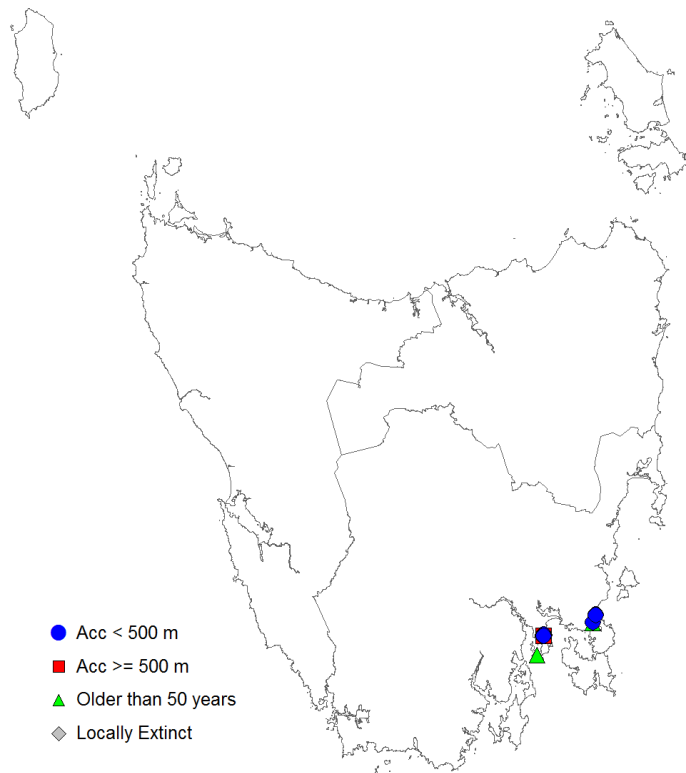 Acc < 500 m
Acc >= 500 m
Older than 50 years
Locally Extinct